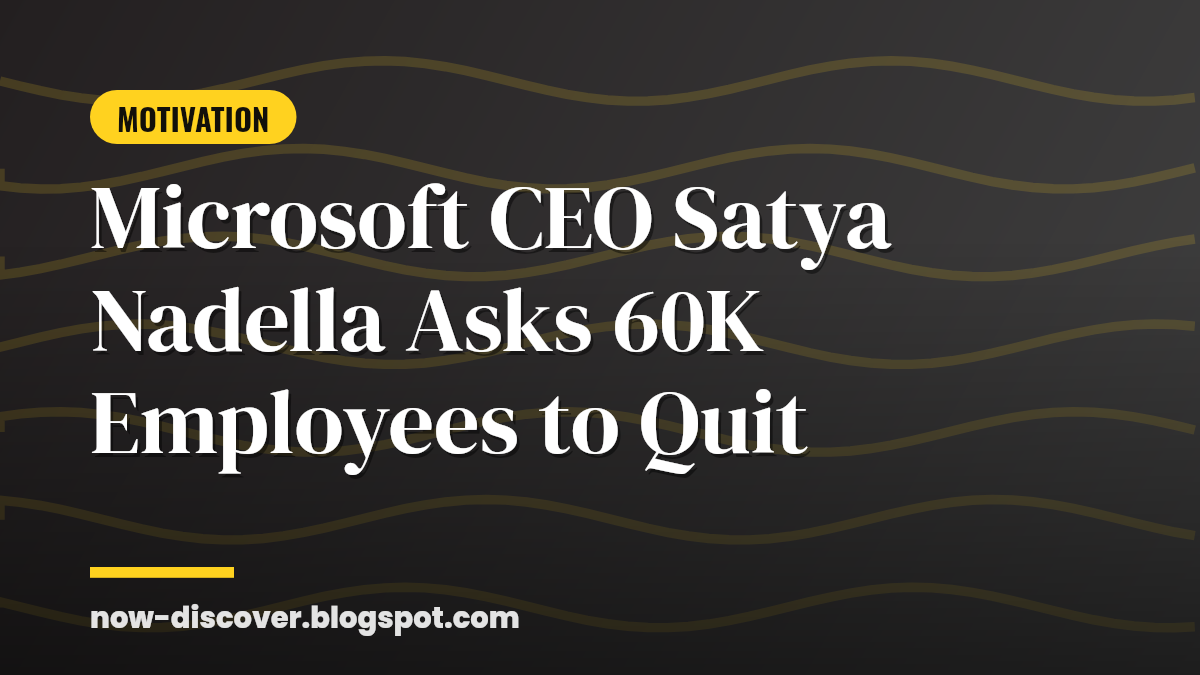 MOTIVATION
Microsoft CEO Satya
Nadella Asks 60K
Employees to Quit
now-discover.blogspot.com